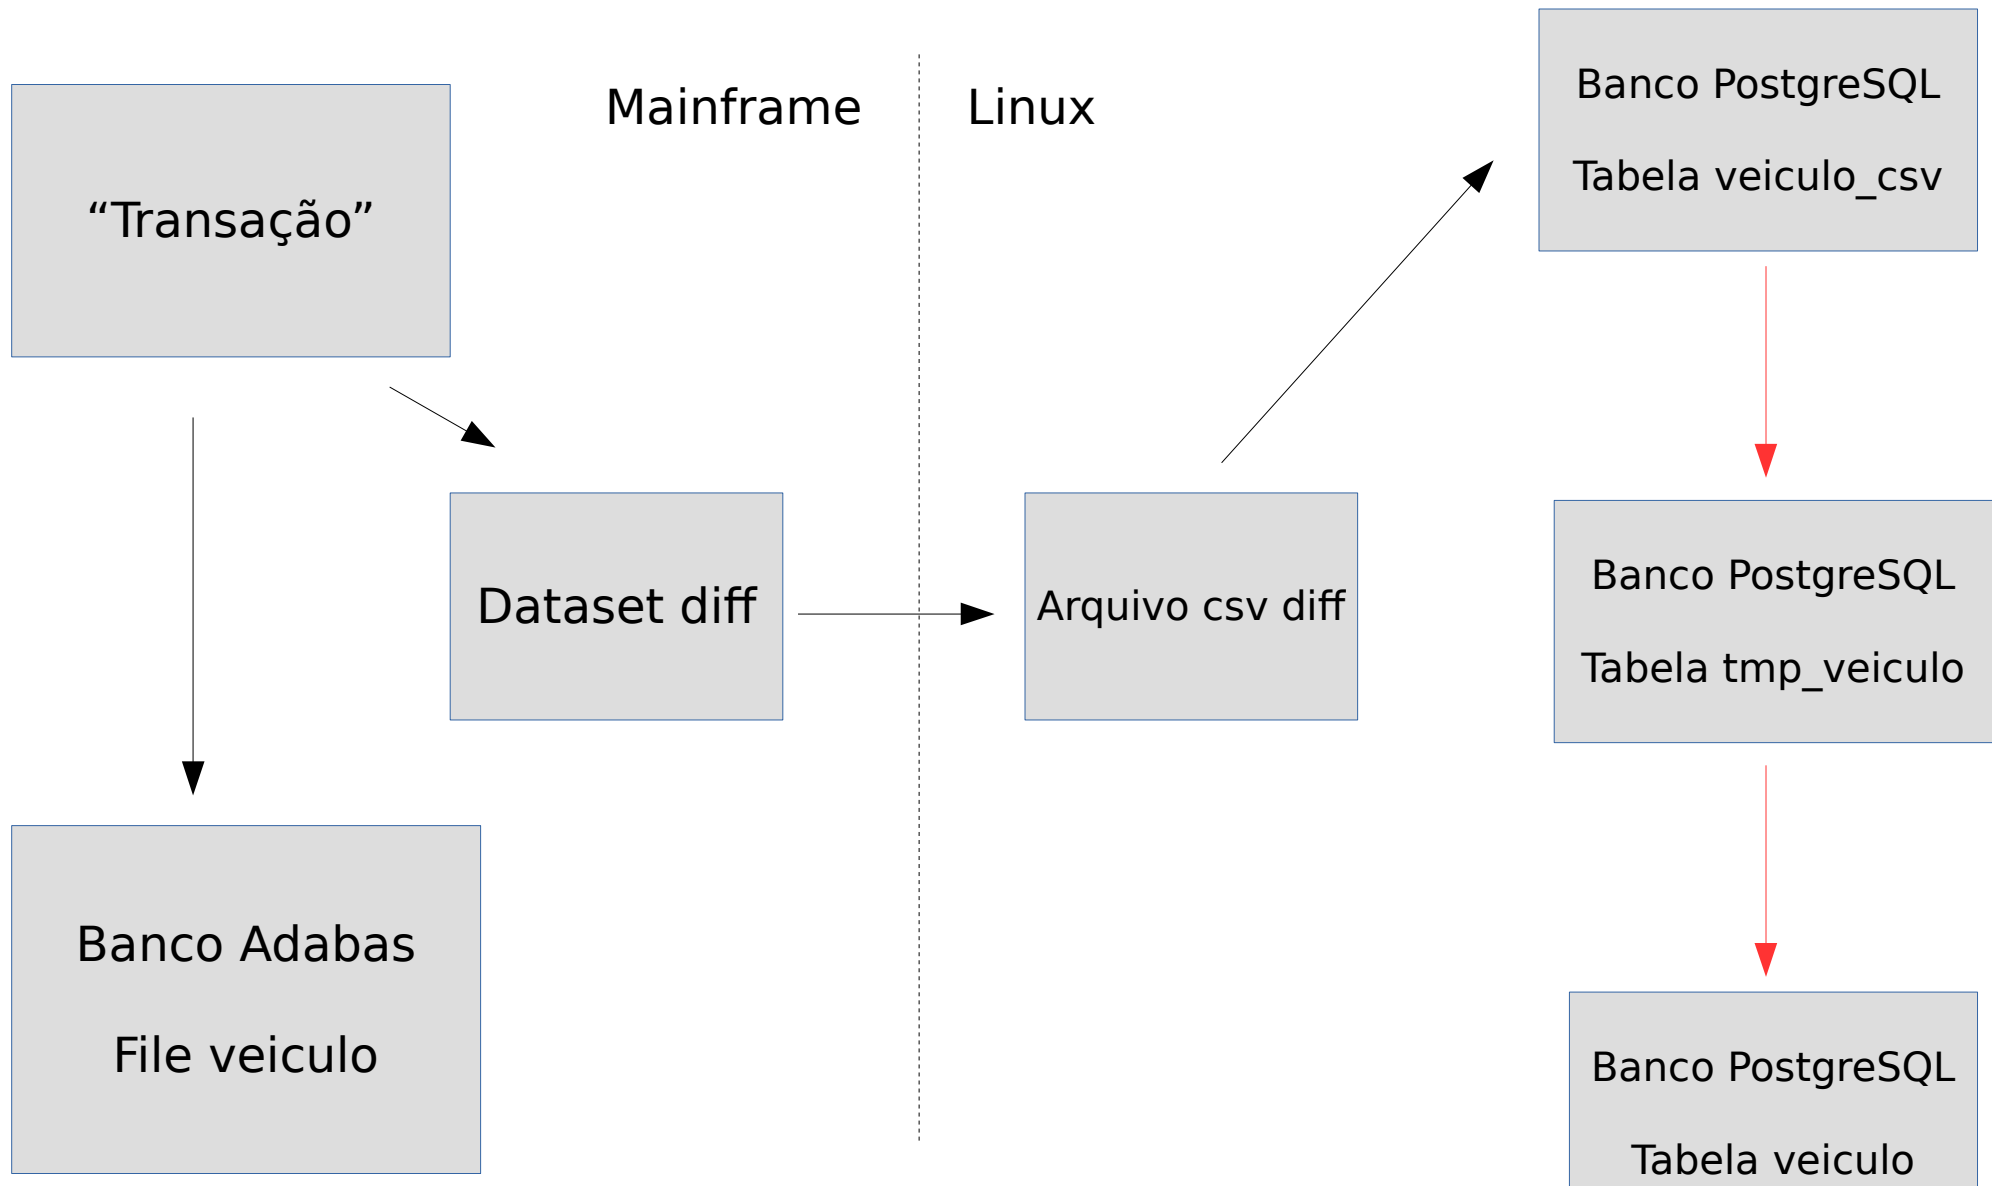 Mainframe
Linux
“Transação”
Dataset diff
Banco Adabas
File veiculo
Arquivo csv diff
Banco PostgreSQL
Tabela veiculo_csv
Banco PostgreSQL
Tabela tmp_veiculo
Banco PostgreSQL
Tabela veiculo